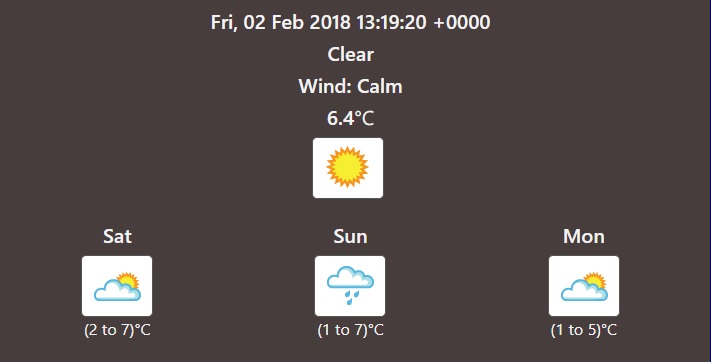 Fri, 02 Feb 2018 13:19:20 +0000
Clear
Wind: Calm
6.4°C
Sat Sun Mon
(2 to 7)°C (1 to 7)°C (1 to 5)°C